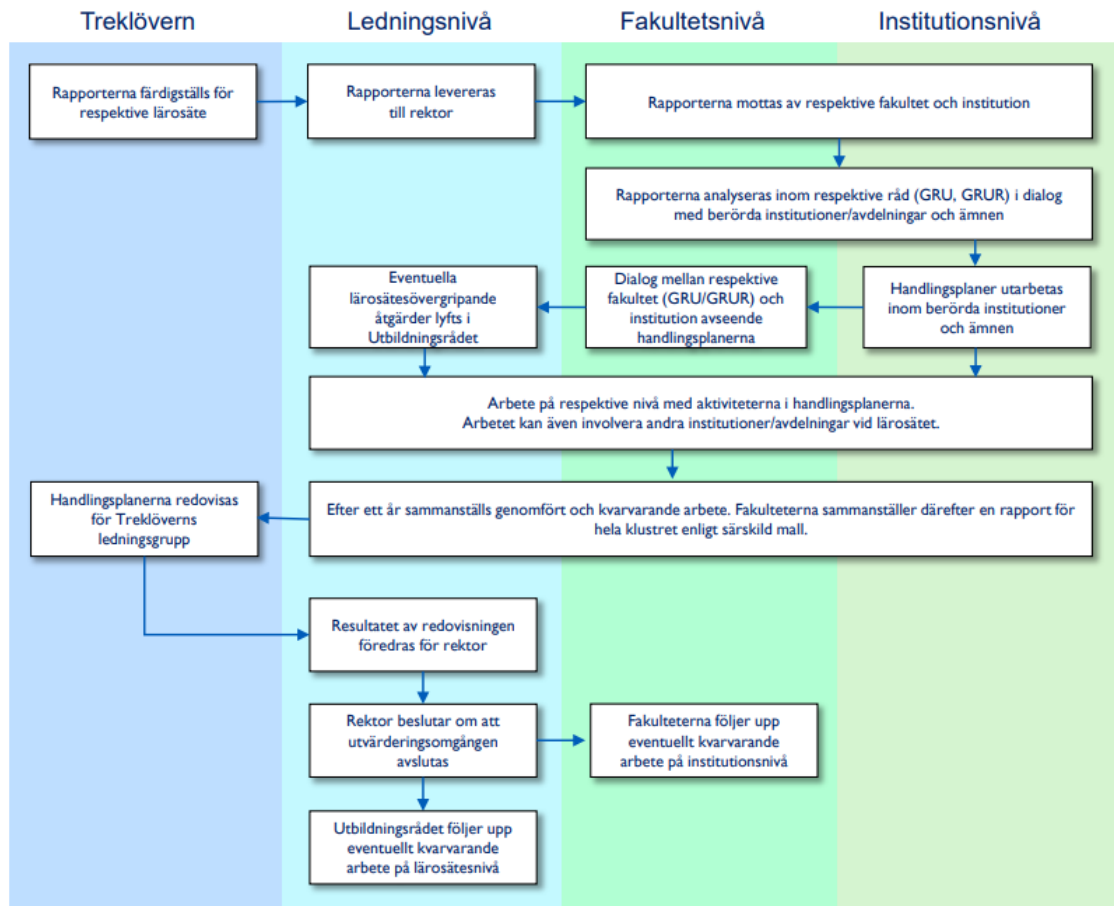 Treklövern
Ledningsnivå
Fakultetsnivå
Institutionsnivå
Rapporterna färdigställs för
respektive lärosäte
Rapporterna levereras
till rektor
Rapporterna mottas av respektive fakultet och institution
Rapporterna analyseras inom respektive råd (GRU, GRUR) i dialog
med berörda institutioner/avdelningar och ämnen
Eventuella
lärosätesövergripande
åtgärder lyfts i
Utbildningsrådet
Dialog mellan respektive
fakultet (GRU/GRUR) och
institution avseende
handlingsplanerna
Handlingsplaner utarbetas
inom berörda institutioner
och ämnen
Arbete på respektive nivå med aktiviteterna i handlingsplanerna.
Arbetet kan även involvera andra institutioner/avdelningar vid lärosätet.
Handlingsplanerna redovisas
för Treklöverns
ledningsgrupp
Efter ett år sammanställs genomfört och kvarvarande arbete. Fakulteterna sammanställer därefter en rapport för
hela klustret enligt särskild mall.
Resultatet av redovisningen
föredras för rektor
Rektor beslutar om att
utvärderingsomgången
avslutas
Fakulteterna följer upp
eventuellt kvarvarande
arbete på institutionsnivå
Utbildningsrådet följer upp
eventuellt kvarvarande
arbete på lärosätesnivå